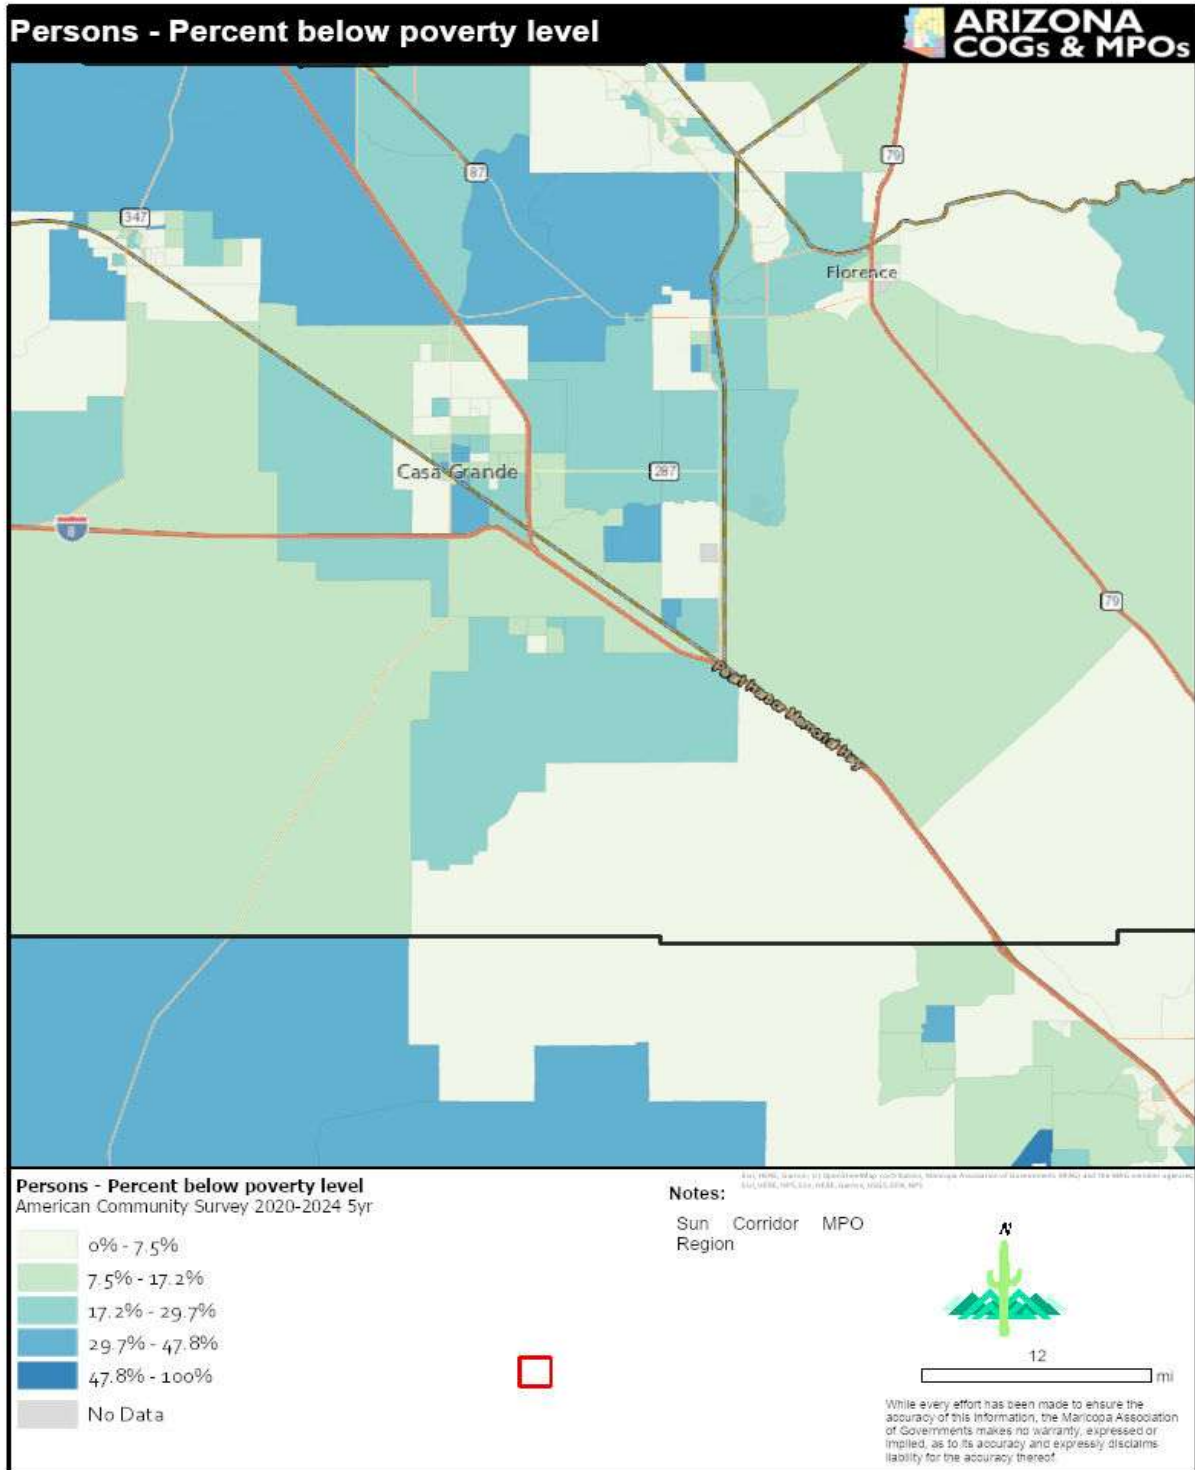 Persons - Percent below poverty level
ARIZONA
COGs & MPOs
79
87
347
Florence
287
Casa Grande
8
79
Persons - Percent below poverty level
American Community Survey 2020-2024 5yr
0% - 7.5%
7.5% - 17.2%
17.2% - 29.7%
29.7% - 47.8%
47.8% - 100%
No Data
Notes:
Sun Corridor MPO
Region
N
12
mi
While every effort has been made to ensure the
accuracy of this information, the Maricopa Association
of Governments makes no warranty, expressed or
implied, as to its accuracy and expressly disclaims
liability for the accuracy thereof.